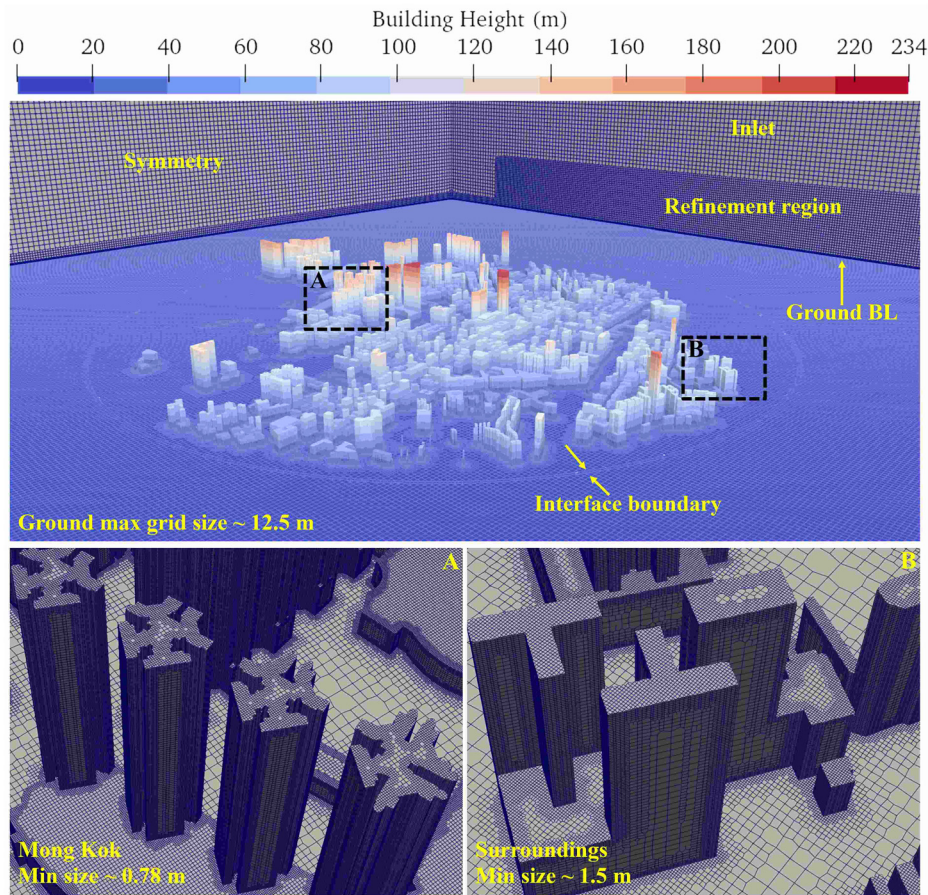 Building Height (m)
0 20 40 60 80 100 120 140 160 180 200 220 234
Symmetry
Inlet
Refinement region
A
Ground BL
B
Interface boundary
Ground max grid size ~ 12.5 m
A
Mong Kok
Min size ~ 0.78 m
B
Surroundings
Min size ~ 1.5 m